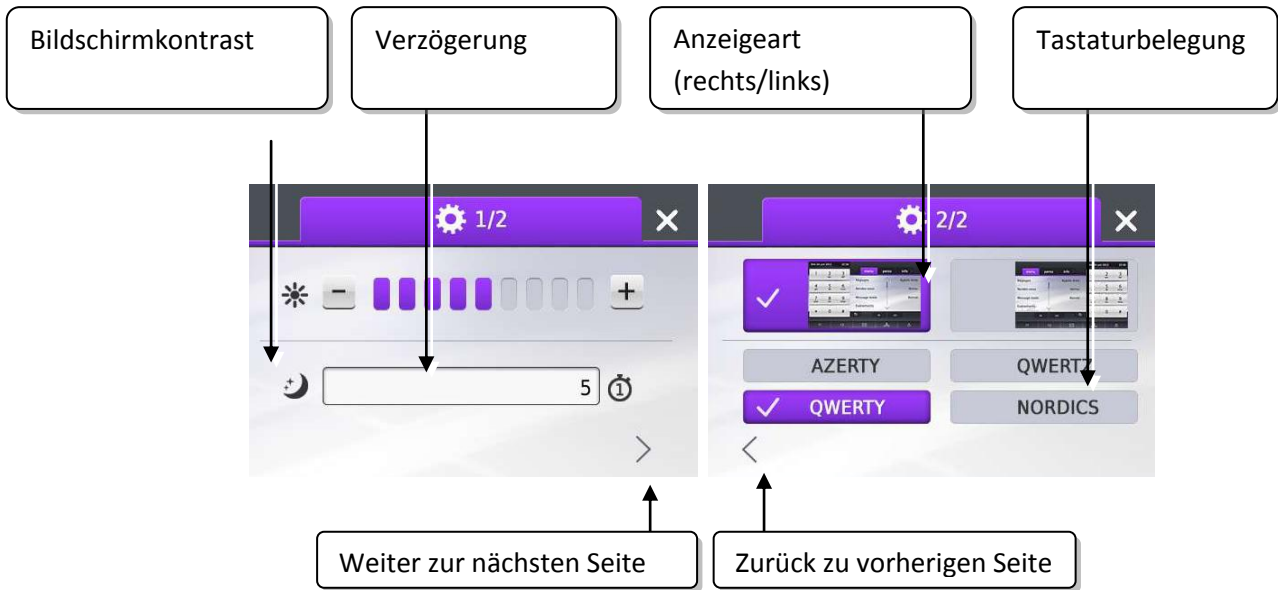 Bildschirmkontrast
Verzögerung
Anzeigeart
(rechts/links)
Tastaturbelegung
1/2
2/2
-
+
5
1
AZERTY
QWERTZ
QWERTY
NORDICS
>
<
Weiter zur nächsten Seite
Zurück zu vorherigen Seite